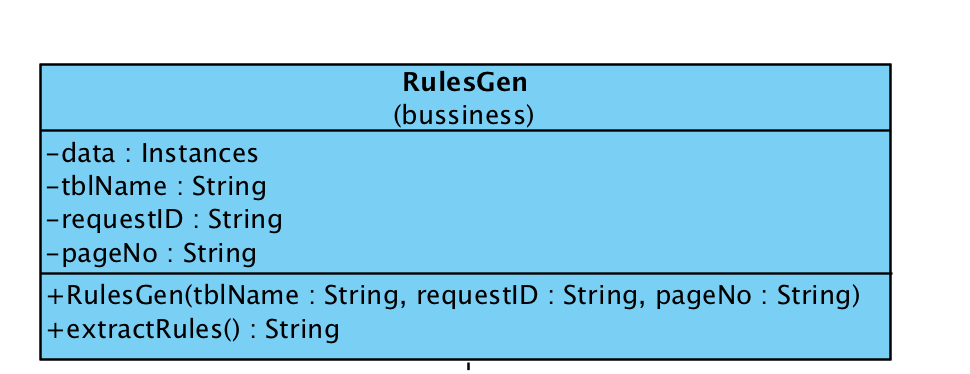 RulesGen
(bussiness)
-data : Instances
-tblName : String
-requestID : String
-pageNo : String
+RulesGen(tblName : String, requestID : String, pageNo : String)
+extractRules() : String